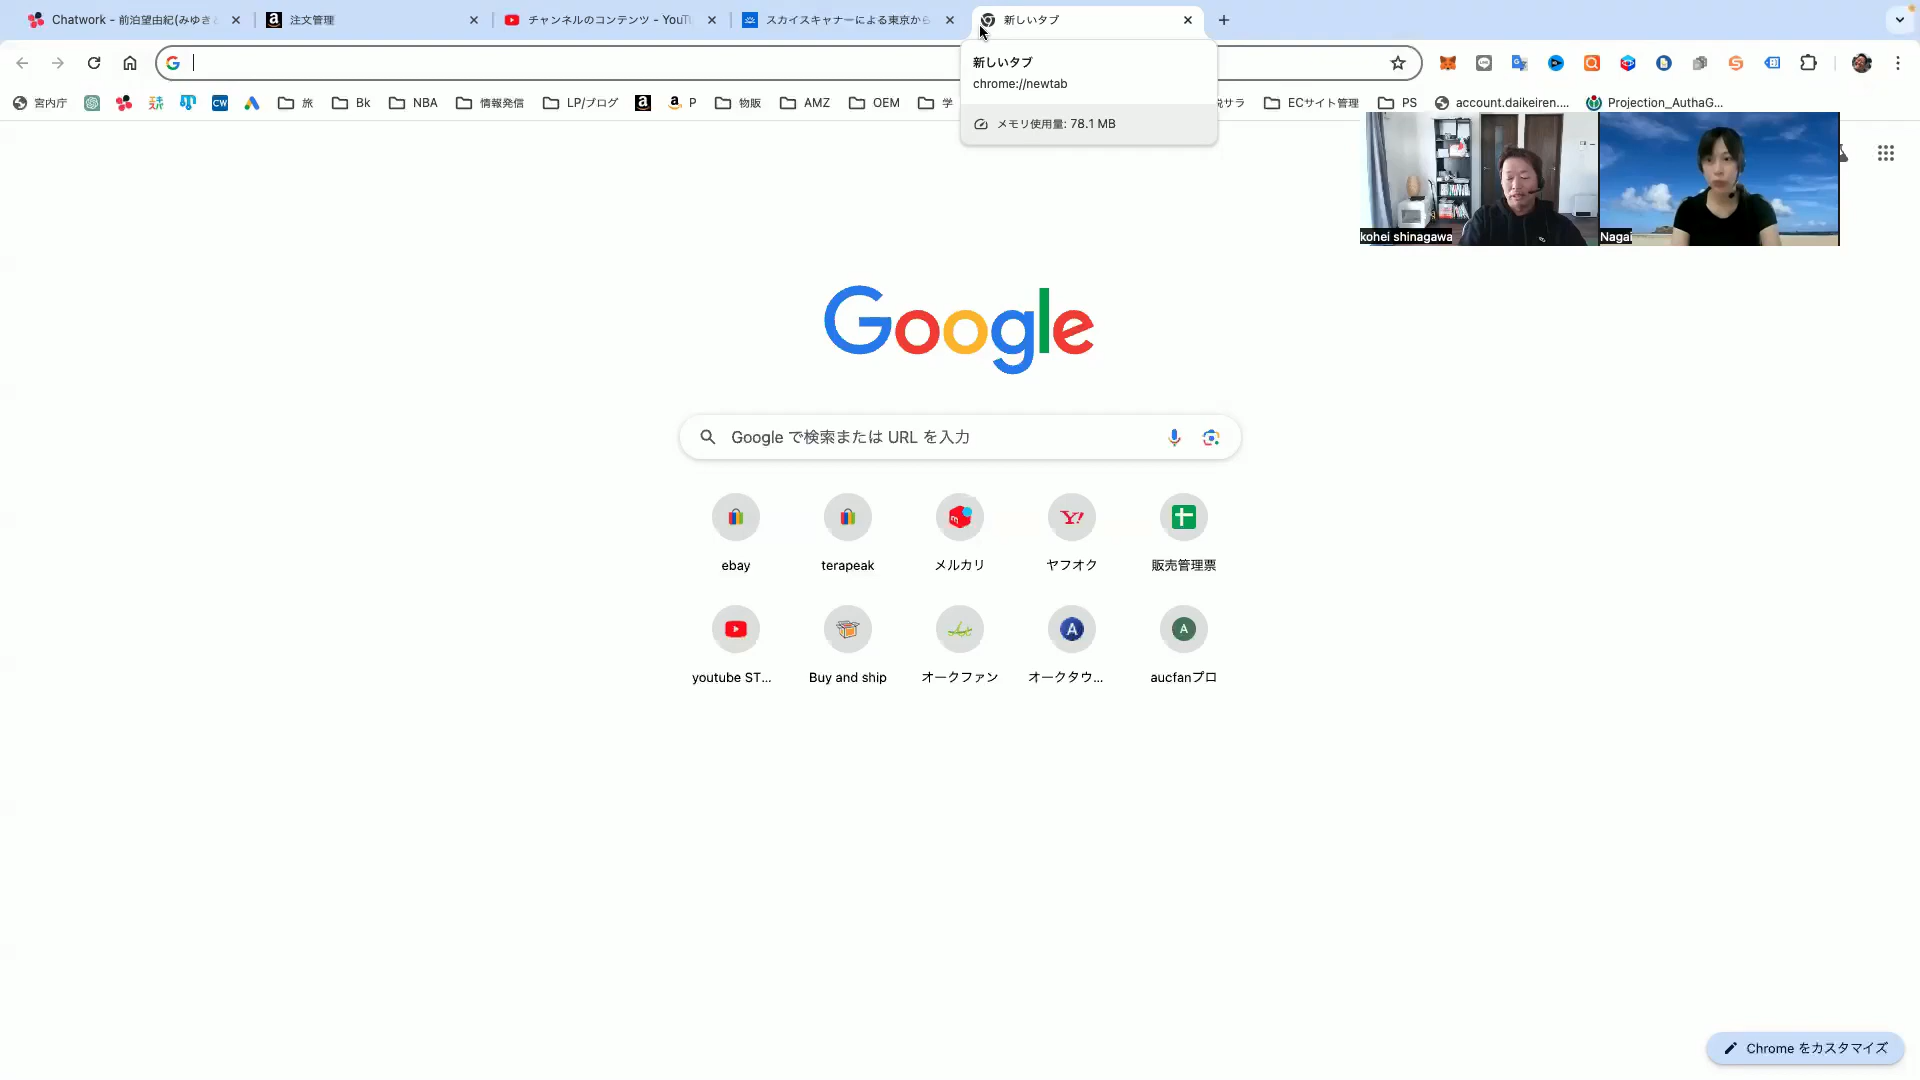 Chatwork - 前泊望由紀(みゆき
注文管理
チャンネルのコンテンツ - YouT
スカイスキャナーによる東京から
新しいタブ
新しいタブ
chrome://newtab
メモリ使用量: 78.1 MB
宮内庁
CW
旅
Bk
NBA
情報発信
LP/ブログ
P
物販
AMZ
OEM
学
脱サラ
ECサイト管理
PS
account.daikeiren....
Projection_AuthaG...
kohei shinagawa
Nagai
Google
Google で検索または URL を入力
ebay
terapeak
メルカリ
ヤフオク
販売管理票
youtube ST...
Buy and ship
オークファン
オークタウ...
aucfanプロ
Chrome をカスタマイズ